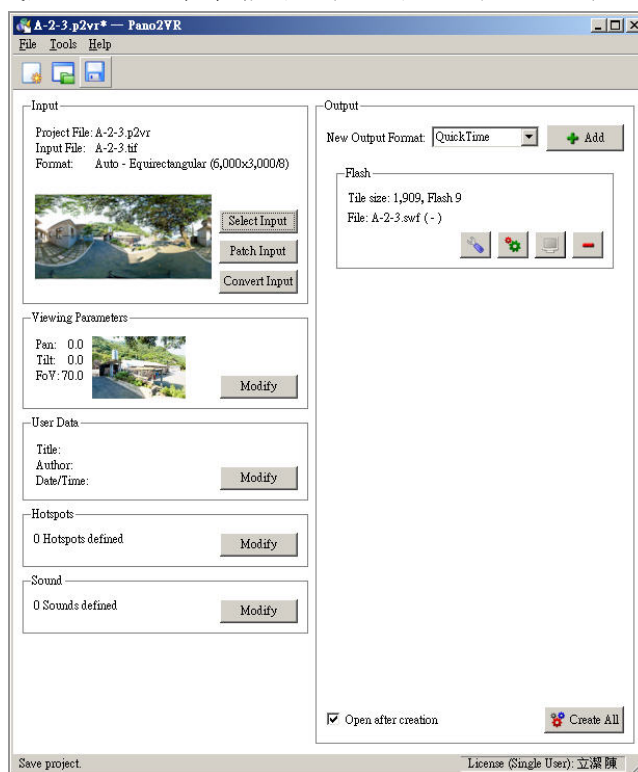 A-2-3.p2vr* — Pano2VR
File Tools Help
Input
Project File: A-2-3.p2vr
Input File: A-2-3.tif
Format: Auto - Equirectangular (6,000x3,000/8)
Select Input
Patch Input
Convert Input
Viewing Parameters
Pan: 0.0
Tilt: 0.0
FoV: 70.0
Modify
User Data
Title:
Author:
Date/Time:
Modify
Hotspots
0 Hotspots defined
Modify
Sound
0 Sounds defined
Modify
Output
New Output Format: QuickTime Add
Flash
Tile size: 1,909, Flash 9
File: A-2-3.swf ( - )
Open after creation
Create All
Save project.
License (Single User): 立潔 陳